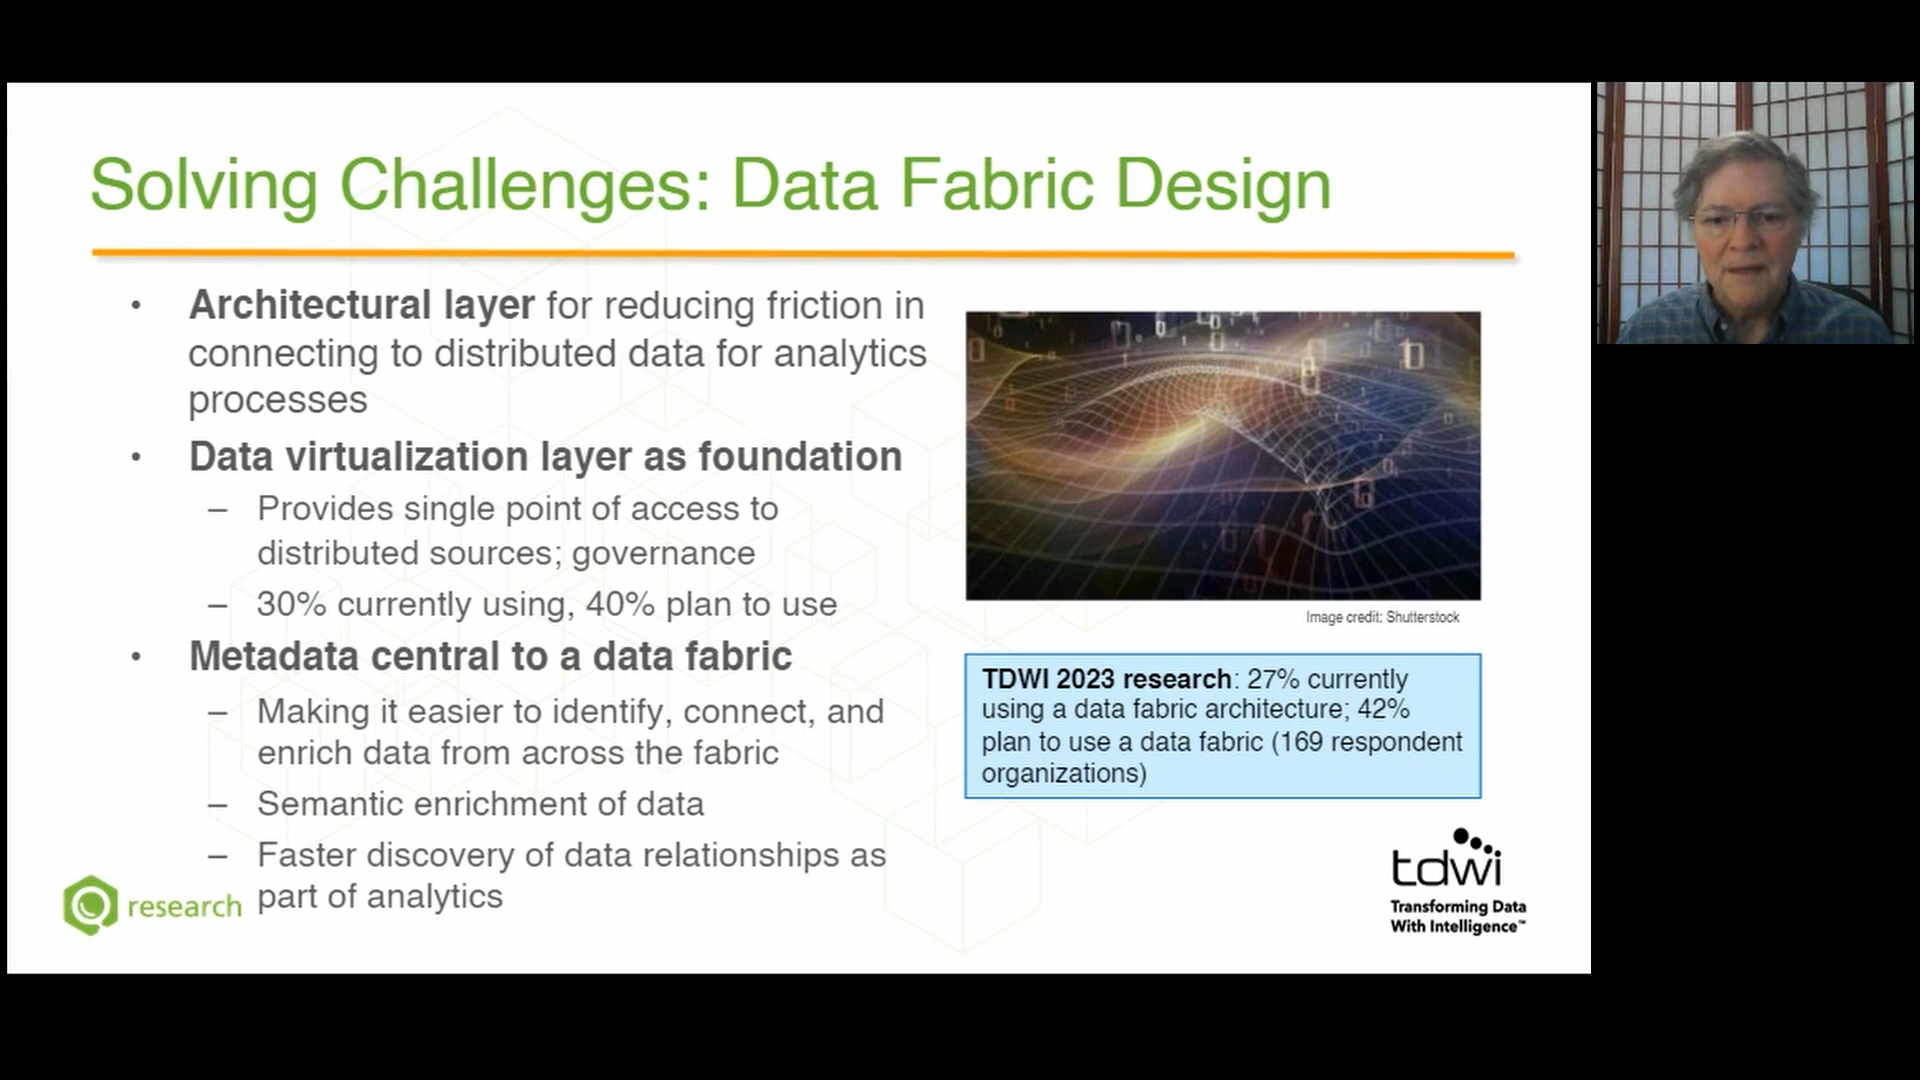 Solving Challenges: Data Fabric Design
• Architectural layer for reducing friction in
connecting to distributed data for analytics
processes
• Data virtualization layer as foundation
– Provides single point of access to
distributed sources; governance
– 30% currently using, 40% plan to use
• Metadata central to a data fabric
– Making it easier to identify, connect, and
enrich data from across the fabric
– Semantic enrichment of data
– Faster discovery of data relationships as
part of analytics
Image credit: Shutterstock
TDWI 2023 research: 27% currently
using a data fabric architecture; 42%
plan to use a data fabric (169 respondent
organizations)
research
tdwi
Transforming Data
With Intelligence™